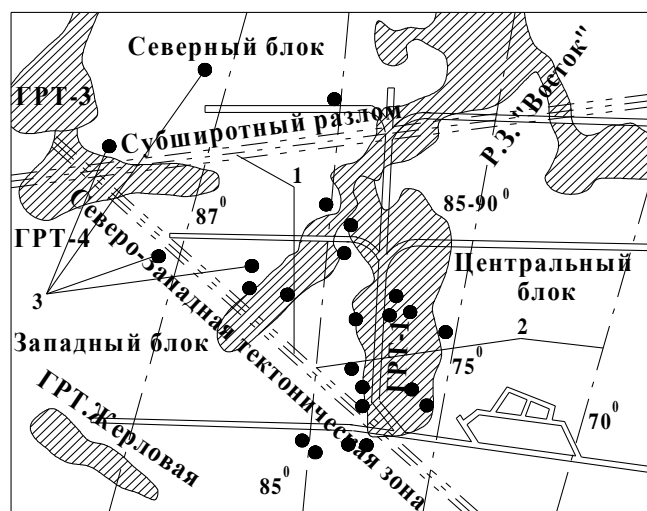 Северный блок
ГРТ-3
Субширотный разлом
Р.З. "Восток"
1
87⁰
85-90⁰
ГРТ-4
Северо-Западная тектоническая зона
Центральный
блок
3
2
Западный блок
ГРТ-1
75⁰
ГРТ.Жерловая
70⁰
85⁰